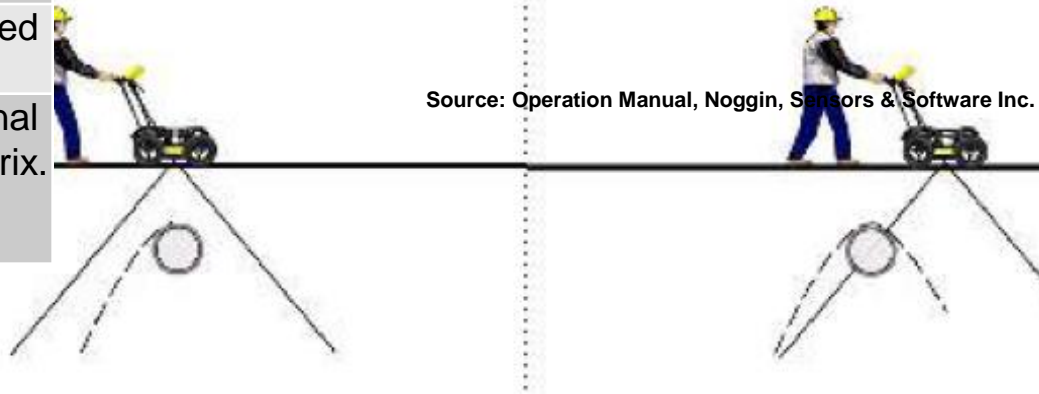 ed
Source: Operation Manual, Noggin, Sensors & Software Inc.
nal
rix.